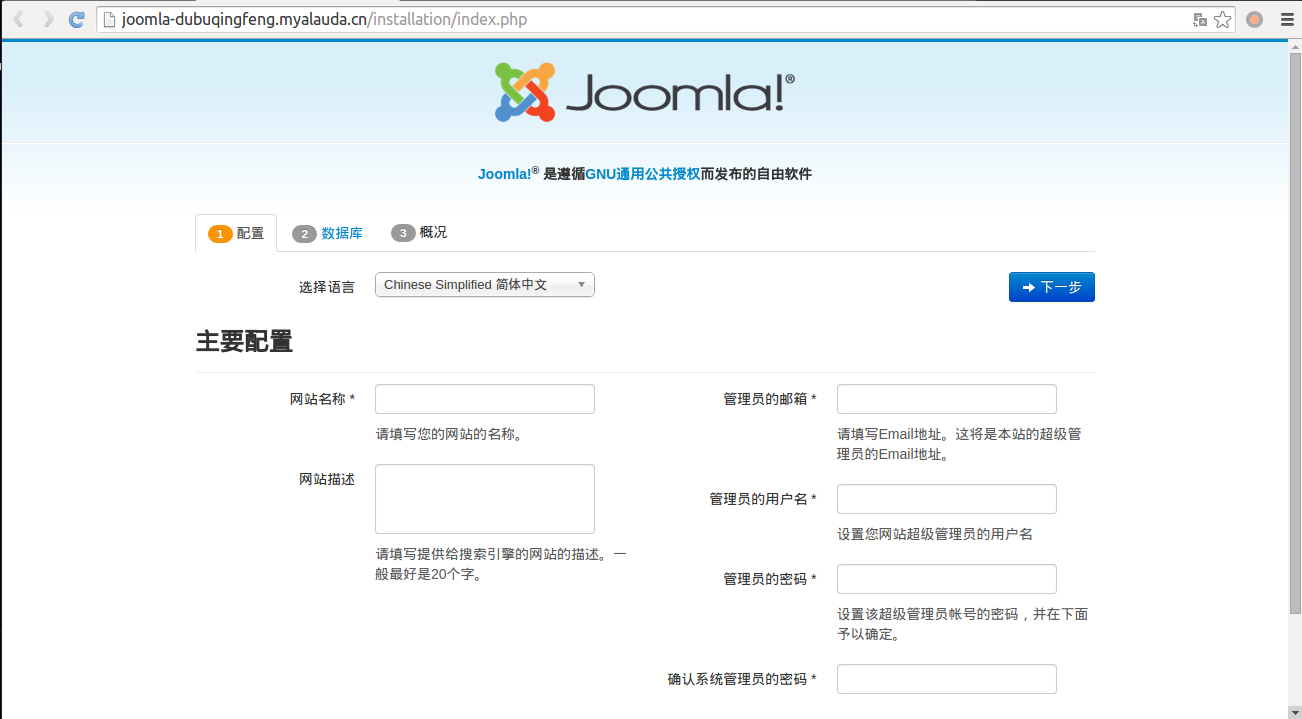 joomla-dubuqingfeng.myalauda.cn/installation/index.php
Joomla!®
Joomla!® 是遵循GNU通用公共授权而发布的自由软件
1 配置 2 数据库 3 概况
选择语言 Chinese Simplified 简体中文 下一步
主要配置
网站名称 *
请填写您的网站的名称。
网站描述
请填写提供给搜索引擎的网站的描述。一
般最好是20个字。
管理员的邮箱 *
请填写Email地址。这将是本站的超级管
理员的Email地址。
管理员的用户名 *
设置您网站超级管理员的用户名
管理员的密码 *
设置该超级管理员帐号的密码，并在下面
予以确定。
确认系统管理员的密码 *